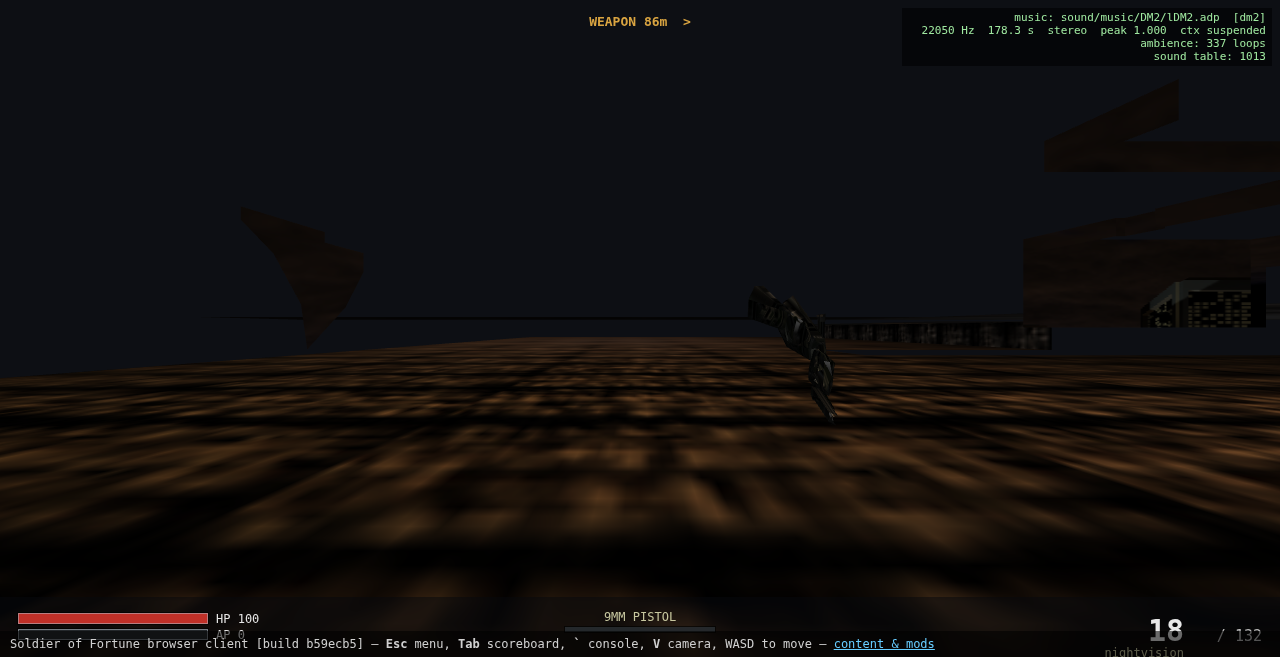 WEAPON 86m >
music: sound/music/DM2/lDM2.adp [dm2]
22050 Hz 178.3 s stereo peak 1.000 ctx suspended
ambience: 337 loops
sound table: 1013
HP 100
AP 0
9MM PISTOL
18 / 132
nightvision
Soldier of Fortune browser client [build b59ecb5] — Esc menu, Tab scoreboard, ` console, V camera, WASD to move — content & mods